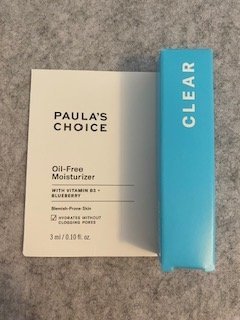 PAULA'S
CHOICE
Oil-Free
Moisturizer
WITH VITAMIN B3 +
BLUEBERRY
Blemish-Prone Skin
HYDRATES WITHOUT
CLOGGING PORES
3 ml / 0.10 fl. oz.
CLEAR